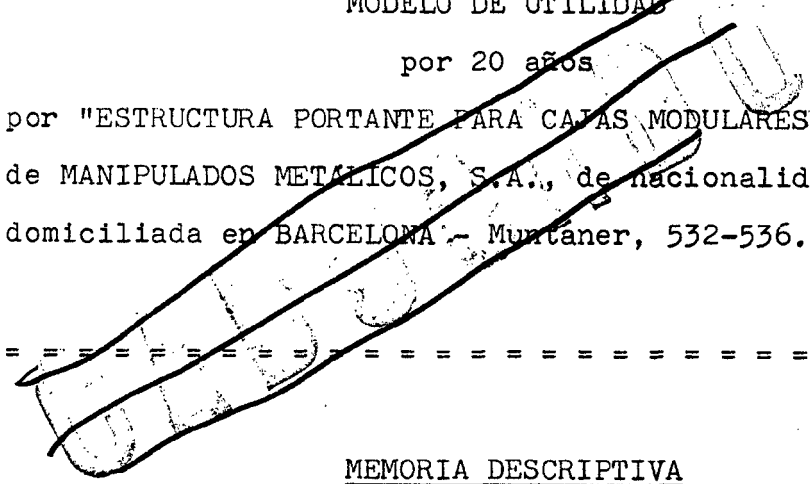 MODELO DE UTILIDAD
por 20 años
por "ESTRUCTURA PORTANTE PARA CAJAS MODULARES
de MANIPULADOS METÁLICOS, S.A., de nacionalid
domiciliada en BARCELONA - Muntaner, 532-536.
= = = = = = = = = = = = = = = = = = = = = =
MEMORIA DESCRIPTIVA